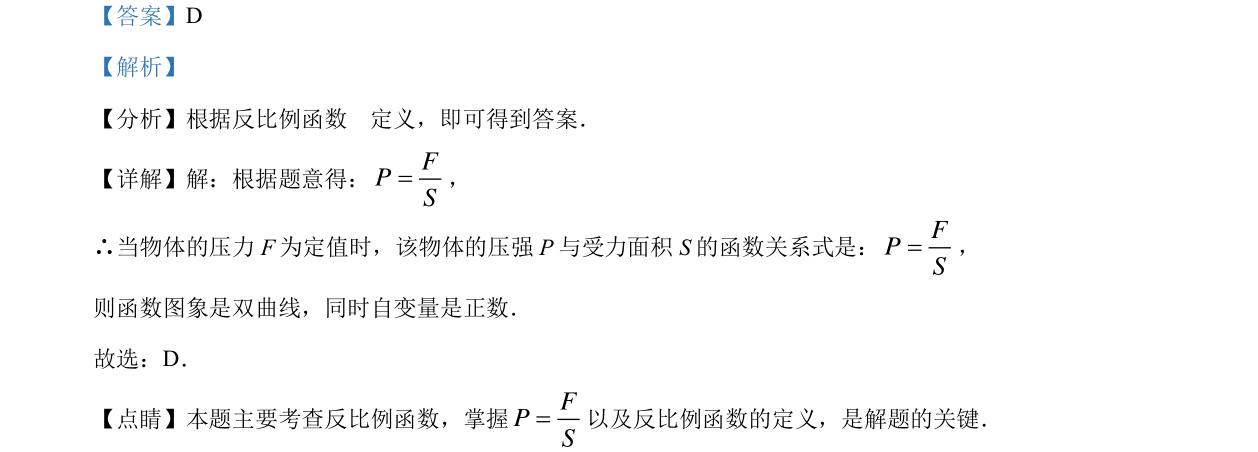 【答案】D
【解析】
【分析】根据反比例函数 定义，即可得到答案．
【详解】解：根据题意得：P＝F/S，
∴当物体的压力 F 为定值时，该物体的压强 P 与受力面积 S 的函数关系式是：P＝F/S，
则函数图象是双曲线，同时自变量是正数．
故选：D．
【点睛】本题主要考查反比例函数，掌握 P＝F/S 以及反比例函数的定义，是解题的关键．